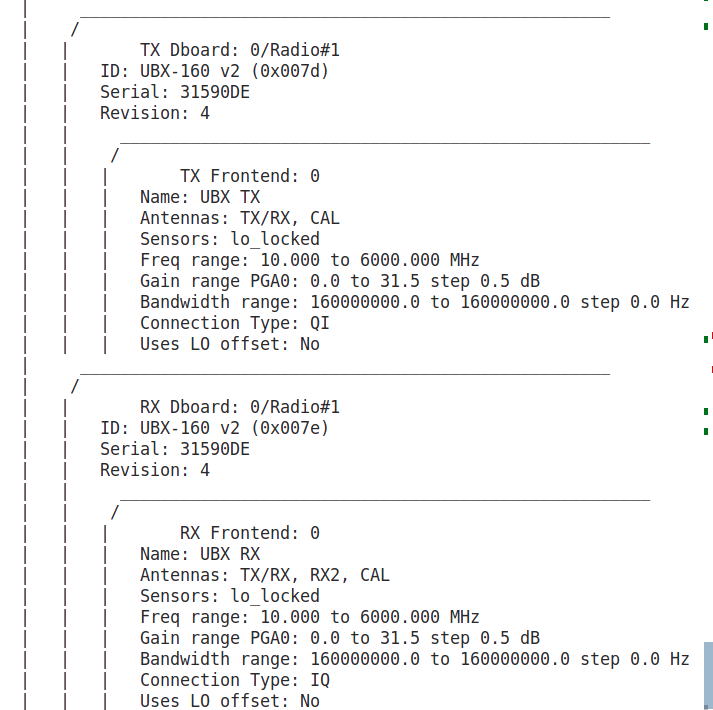 |     _____________________________________________________
|    /
|   |       TX Dboard: 0/Radio#1
|   |   ID: UBX-160 v2 (0x007d)
|   |   Serial: 31590DE
|   |   Revision: 4
|   |     _____________________________________________________
|   |    /
|   |   |       TX Frontend: 0
|   |   |   Name: UBX TX
|   |   |   Antennas: TX/RX, CAL
|   |   |   Sensors: lo_locked
|   |   |   Freq range: 10.000 to 6000.000 MHz
|   |   |   Gain range PGA0: 0.0 to 31.5 step 0.5 dB
|   |   |   Bandwidth range: 160000000.0 to 160000000.0 step 0.0 Hz
|   |   |   Connection Type: QI
|   |   |   Uses LO offset: No
|     _____________________________________________________
|    /
|   |       RX Dboard: 0/Radio#1
|   |   ID: UBX-160 v2 (0x007e)
|   |   Serial: 31590DE
|   |   Revision: 4
|   |     _____________________________________________________
|   |    /
|   |   |       RX Frontend: 0
|   |   |   Name: UBX RX
|   |   |   Antennas: TX/RX, RX2, CAL
|   |   |   Sensors: lo_locked
|   |   |   Freq range: 10.000 to 6000.000 MHz
|   |   |   Gain range PGA0: 0.0 to 31.5 step 0.5 dB
|   |   |   Bandwidth range: 160000000.0 to 160000000.0 step 0.0 Hz
|   |   |   Connection Type: IQ
|   |   |   Uses LO offset: No